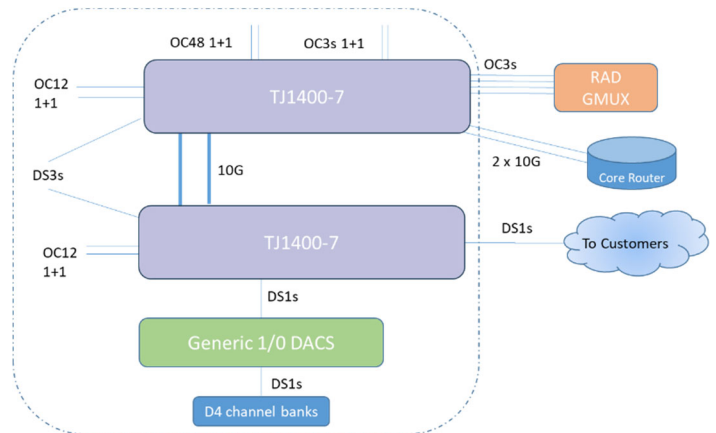 OC48 1+1
OC3s 1+1
OC3s
OC12
1+1
TJ1400-7
RAD
GMUX
2 x 10G
Core Router
DS3s
10G
TJ1400-7
DS1s
To Customers
OC12
1+1
DS1s
Generic 1/0 DACS
DS1s
D4 channel banks